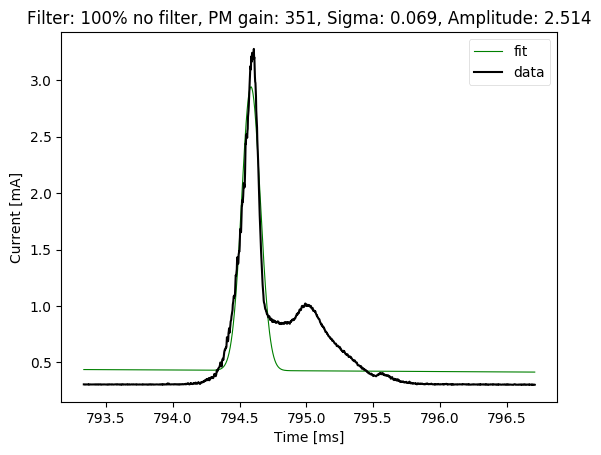 Filter: 100% no filter, PM gain: 351, Sigma: 0.069, Amplitude: 2.514
fit
data
Current [mA]
3.0
2.5
2.0
1.5
1.0
0.5
793.5 794.0 794.5 795.0 795.5 796.0 796.5
Time [ms]